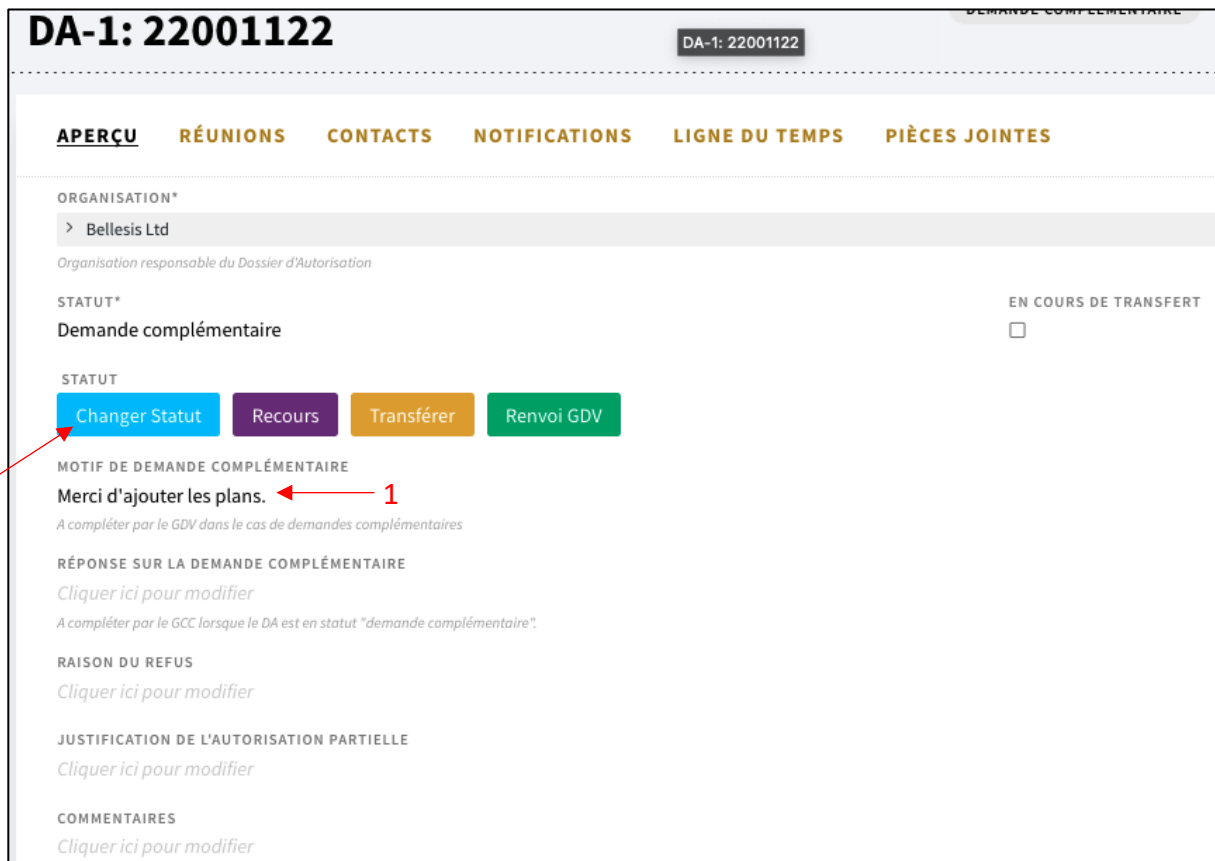 DEMANDE COMPLÉMENTAIRE
DA-1: 22001122
DA-1: 22001122
APERÇU RÉUNIONS CONTACTS NOTIFICATIONS LIGNE DU TEMPS PIÈCES JOINTES
ORGANISATION*
> Bellesis Ltd
Organisation responsable du Dossier d'Autorisation
STATUT* EN COURS DE TRANSFERT
Demande complémentaire
STATUT
Changer Statut Recours Transférer Renvoi GDV
MOTIF DE DEMANDE COMPLÉMENTAIRE
Merci d'ajouter les plans. 1
A compléter par le GDV dans le cas de demandes complémentaires
RÉPONSE SUR LA DEMANDE COMPLÉMENTAIRE
Cliquer ici pour modifier
A compléter par le GCC lorsque le DA est en statut "demande complémentaire".
RAISON DU REFUS
Cliquer ici pour modifier
JUSTIFICATION DE L'AUTORISATION PARTIELLE
Cliquer ici pour modifier
COMMENTAIRES
Cliquer ici pour modifier